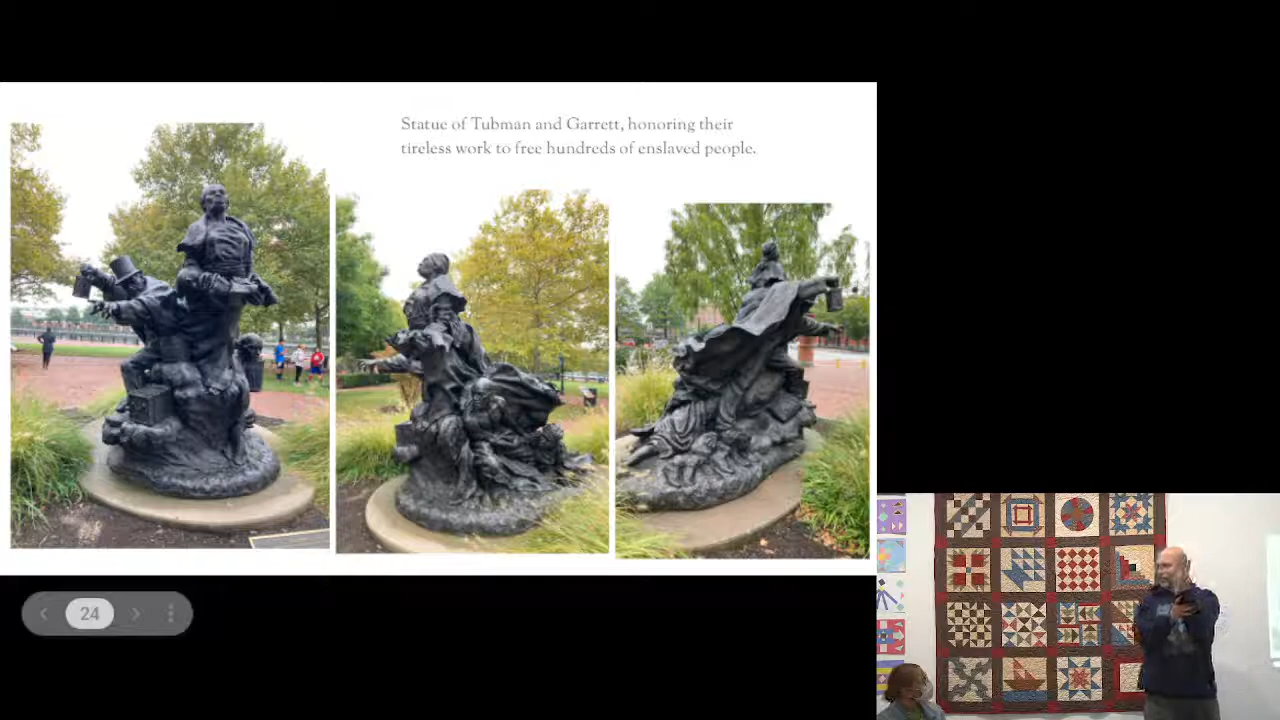 Statue of Tubman and Garrett, honoring their
tireless work to free hundreds of enslaved people.
24